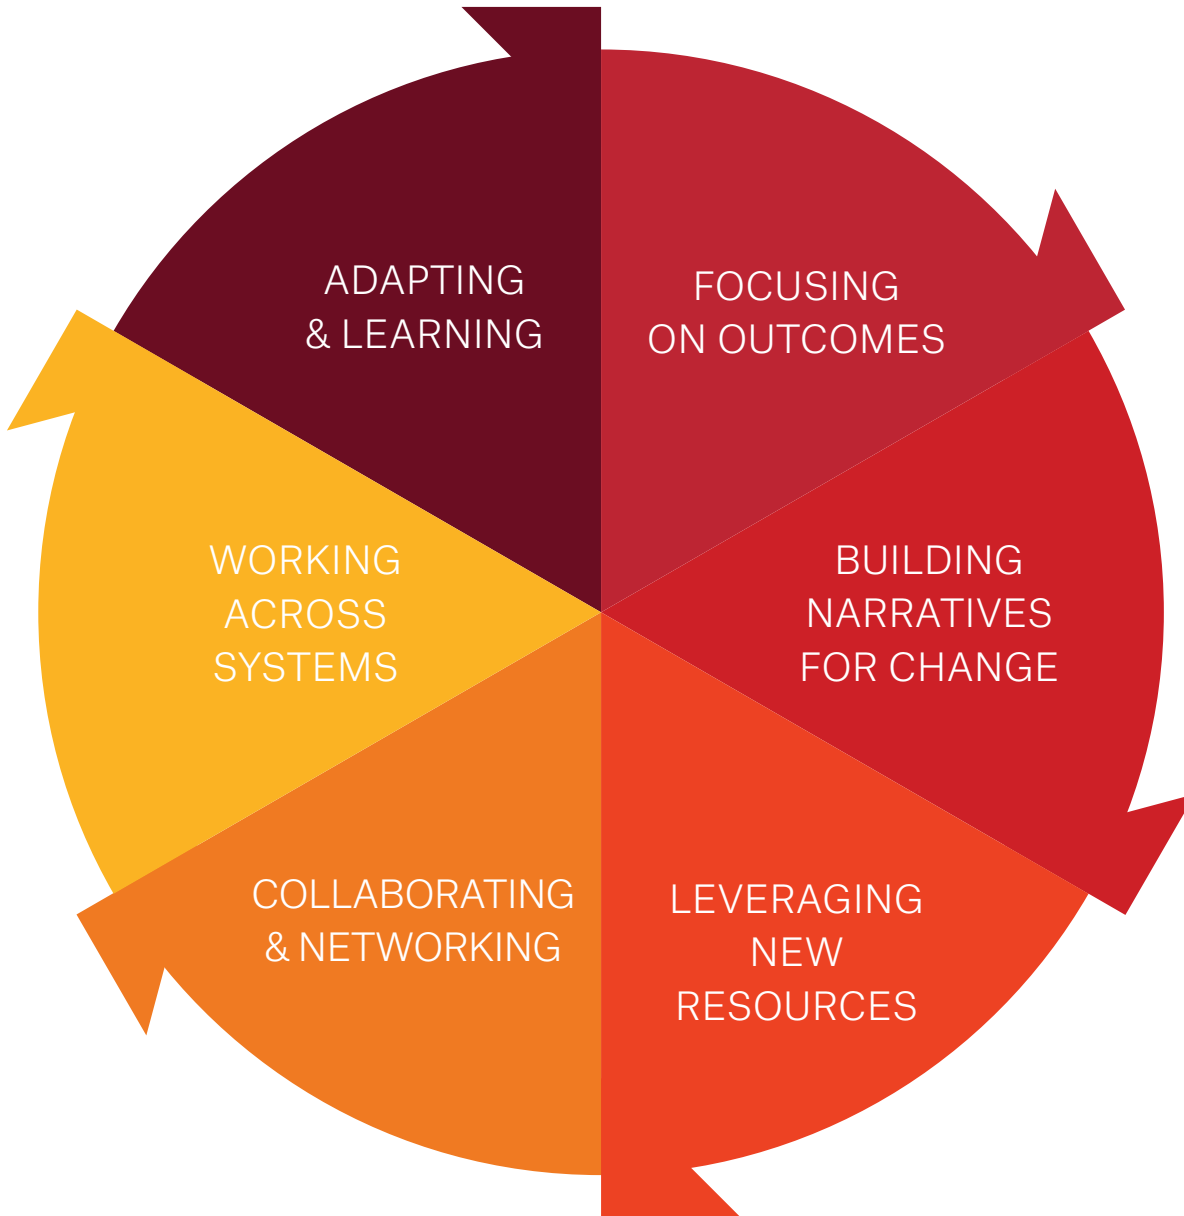 ADAPTING
& LEARNING
FOCUSING
ON OUTCOMES
BUILDING
NARRATIVES
FOR CHANGE
LEVERAGING
NEW
RESOURCES
COLLABORATING
& NETWORKING
WORKING
ACROSS
SYSTEMS